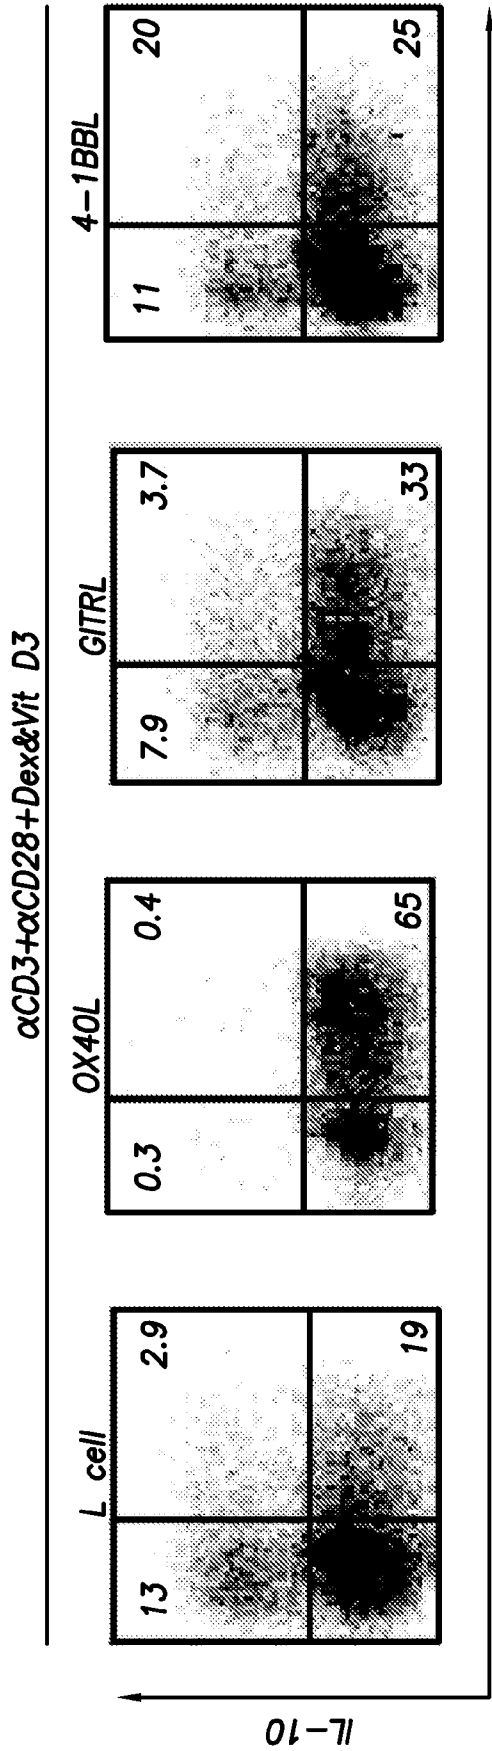 αCD3+αCD28+Dex&Vit D3
L cell
OX40L
GITRL
4-1BBL
13
2.9
0.3
0.4
7.9
3.7
11
20
19
65
33
25
IL-10